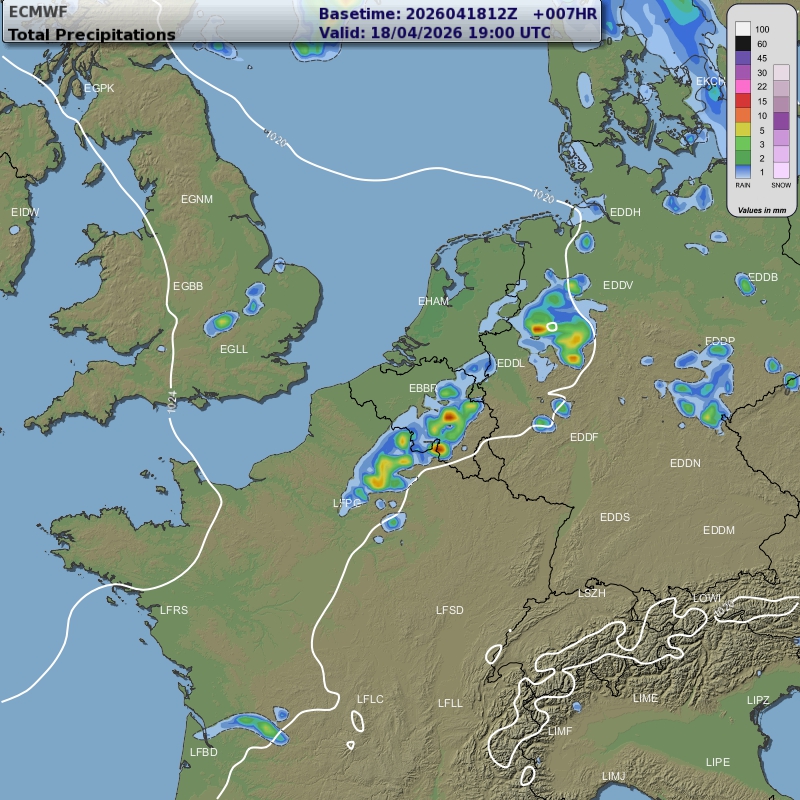 ECMWF
Total Precipitations
Basetime: 2026041812Z +007HR
Valid: 18/04/2026 19:00 UTC
100
60
45
30
22
15
10
5
3
2
1
RAIN SNOW
Values in mm
EGPK
EKCH
1020
1020
EGNM
EIDW
EDDH
EGBB
EDDV
EDDB
EHAM
EGLL
EDDP
EDDL
EBBR
1024
EDDF
EDDN
LFPG
EDDS
EDDM
LSZH
LOWI
LFRS
LFSD
LFLC
LFLL
LIME
LIPZ
LIMF
LFBD
LIPE
LIMJ